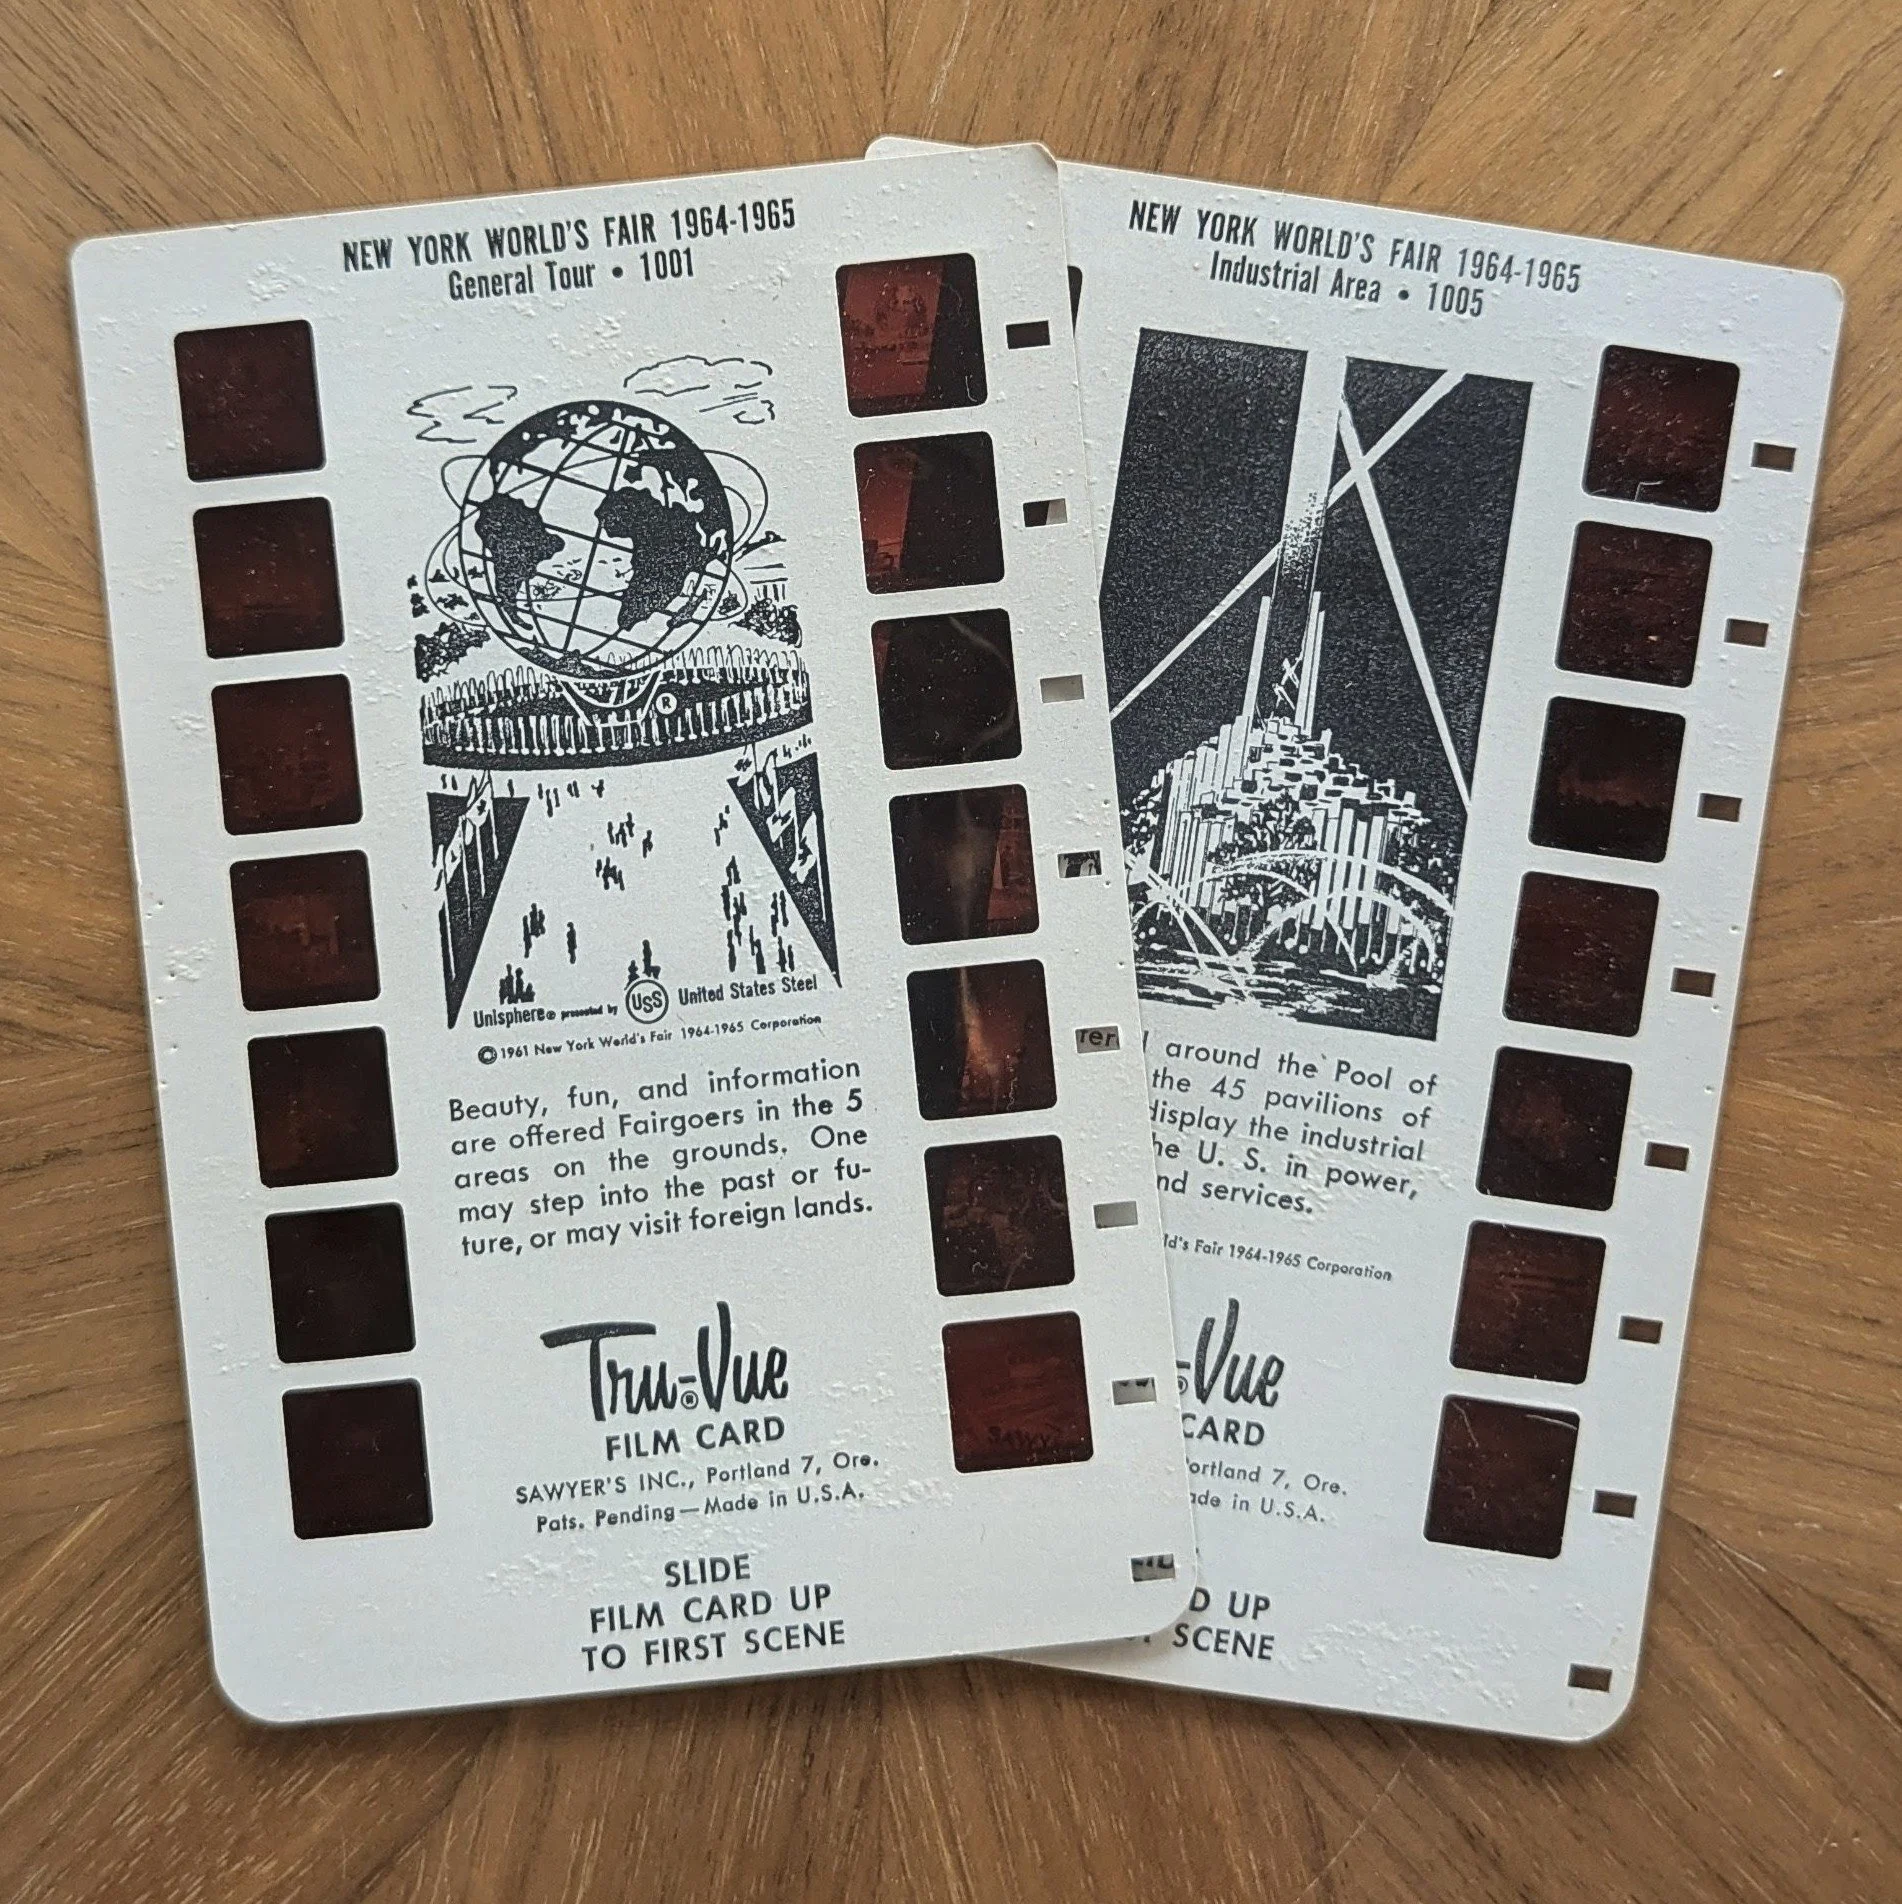 NEW YORK WORLD'S FAIR 1964-1965
General Tour • 1001
®
Unisphere® presented by USS United States Steel
© 1961 New York World's Fair 1964-1965 Corporation
Beauty, fun, and information
are offered Fairgoers in the 5
areas on the grounds. One
may step into the past or fu-
ture, or may visit foreign lands.
Tru-Vue
®
FILM CARD
SAWYER'S INC., Portland 7, Ore.
Pats. Pending—Made in U.S.A.
SLIDE
FILM CARD UP
TO FIRST SCENE
SAWYE
NEW YORK WORLD'S FAIR 1964-1965
Industrial Area • 1005
around the Pool of
the 45 pavilions of
display the industrial
he U. S. in power,
nd services.
ld's Fair 1964-1965 Corporation
-Vue
®
CARD
ortland 7, Ore.
ade in U.S.A.
D UP
SCENE